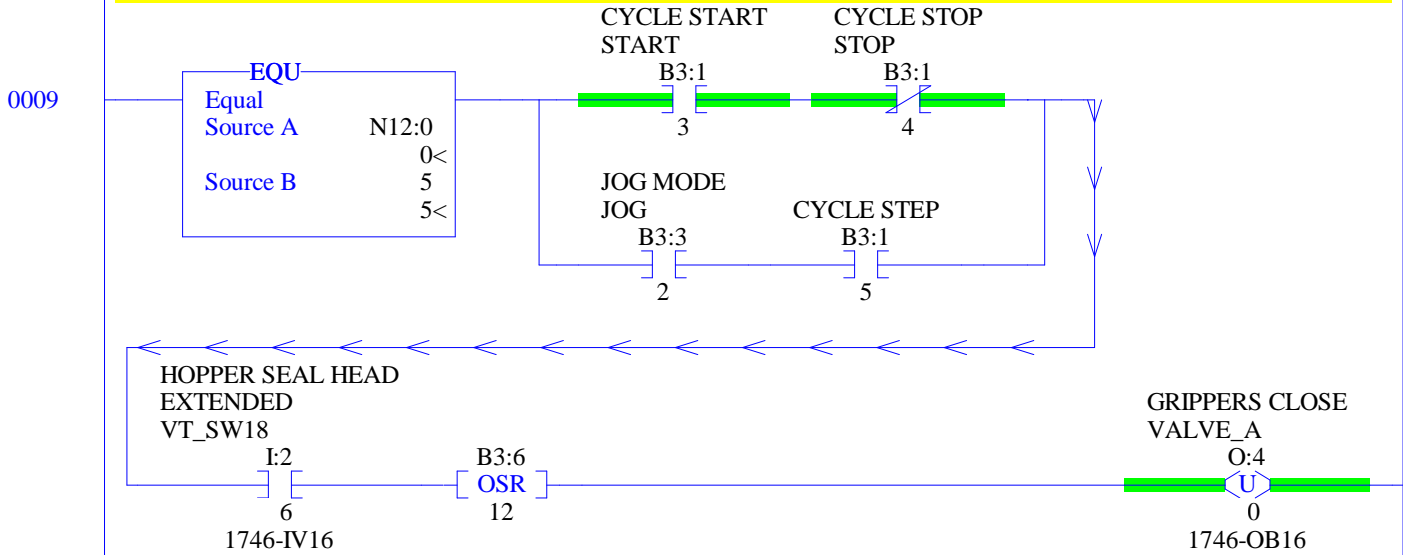 CYCLE START CYCLE STOP
START STOP
EQU B3:1 B3:1
0009 Equal
Source A N12:0 3 4
0<
Source B 5 JOG MODE
5< JOG CYCLE STEP
B3:3 B3:1
2 5
HOPPER SEAL HEAD
EXTENDED GRIPPERS CLOSE
VT_SW18 VALVE_A
I:2 B3:6 O:4
OSR U
6 12 0
1746-IV16 1746-OB16